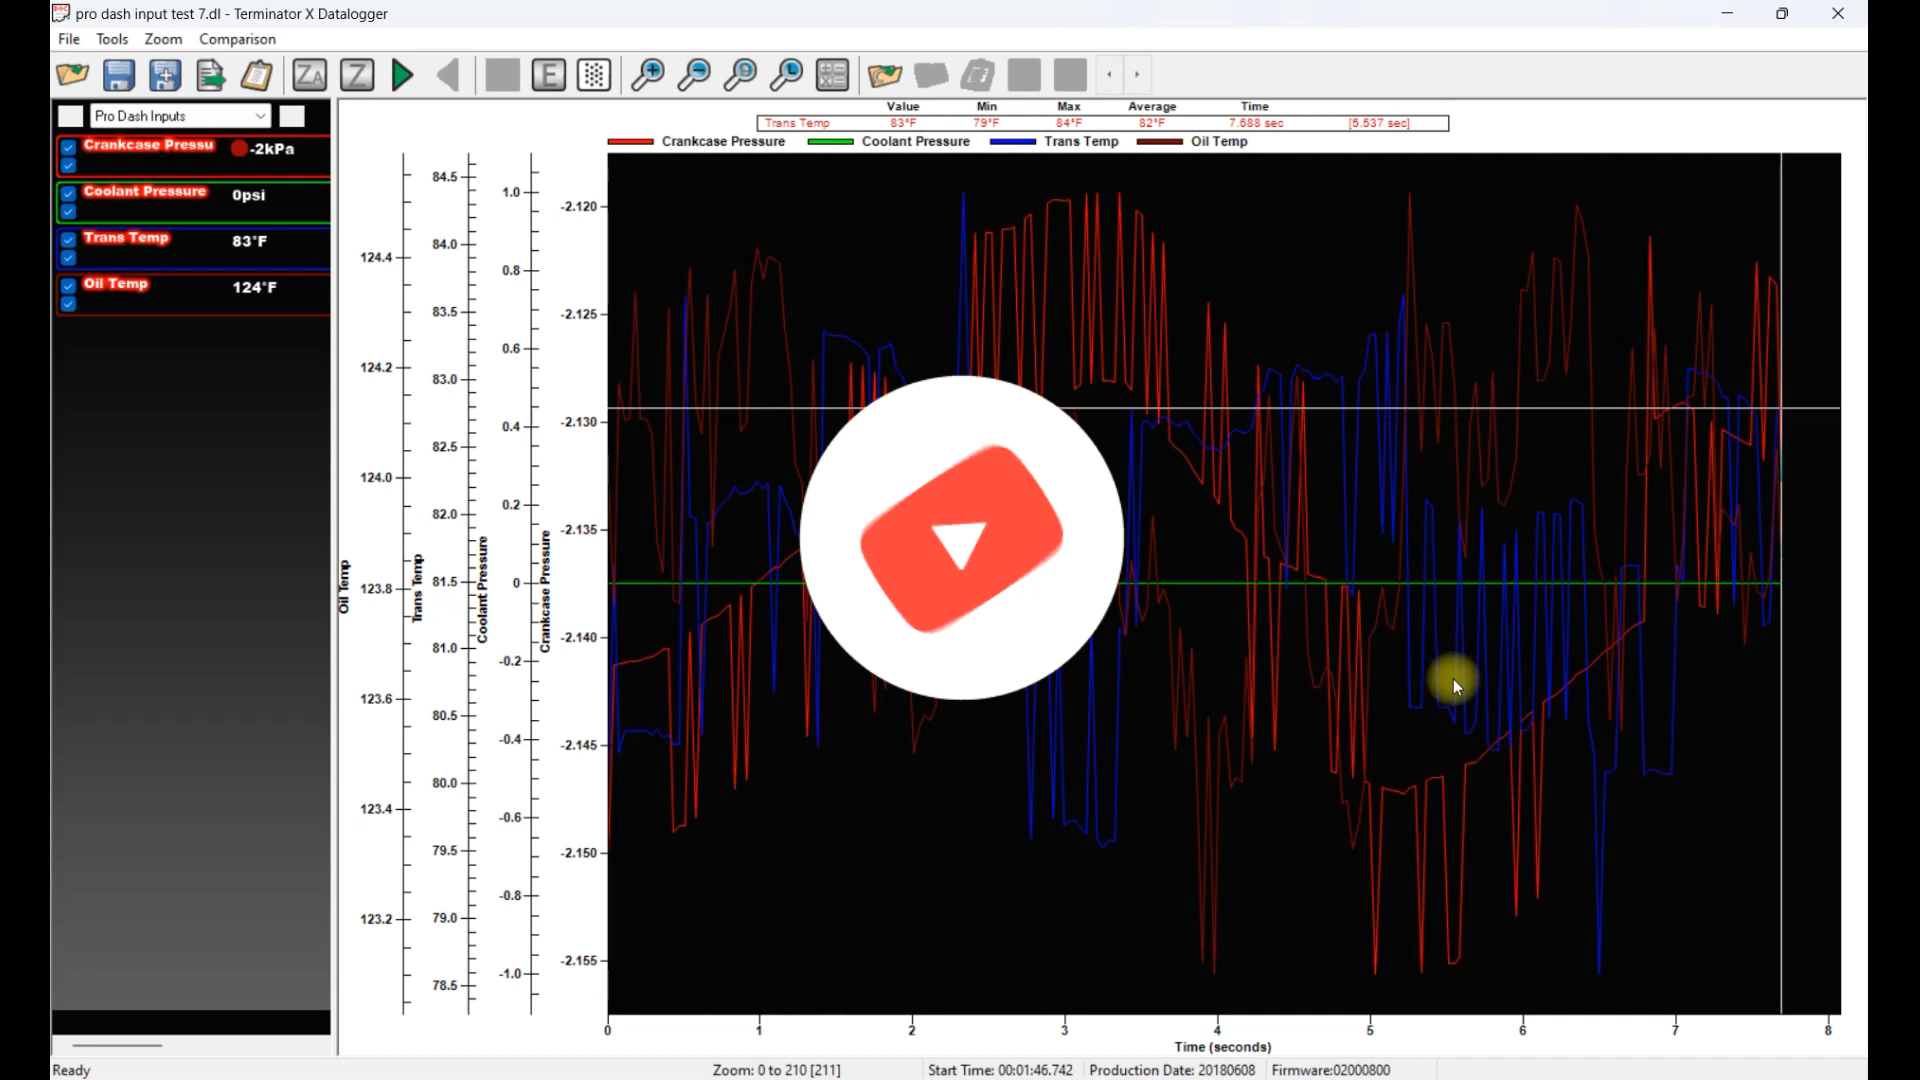 pro dash input test 7.dl - Terminator X Datalogger
File Tools Zoom Comparison
ZA Z E
Pro Dash Inputs
Crankcase Pressu -2kPa
Coolant Pressure 0psi
Trans Temp 83°F
Oil Temp 124°F
Value Min Max Average Time
Trans Temp 83°F 79°F 84°F 82°F 7.688 sec [5.537 sec]
Crankcase Pressure Coolant Pressure Trans Temp Oil Temp
Oil Temp
124.4
124.2
124.0
123.8
123.6
123.4
123.2
Trans Temp
84.5
84.0
83.5
83.0
82.5
82.0
81.5
81.0
80.5
80.0
79.5
79.0
78.5
Coolant Pressure
1.0
0.8
0.6
0.4
0.2
0
-0.2
-0.4
-0.6
-0.8
-1.0
Crankcase Pressure
-2.120
-2.125
-2.130
-2.135
-2.140
-2.145
-2.150
-2.155
0 1 2 3 4 5 6 7 8
Time (seconds)
Ready Zoom: 0 to 210 [211] Start Time: 00:01:46.742 Production Date: 20180608 Firmware:02000800